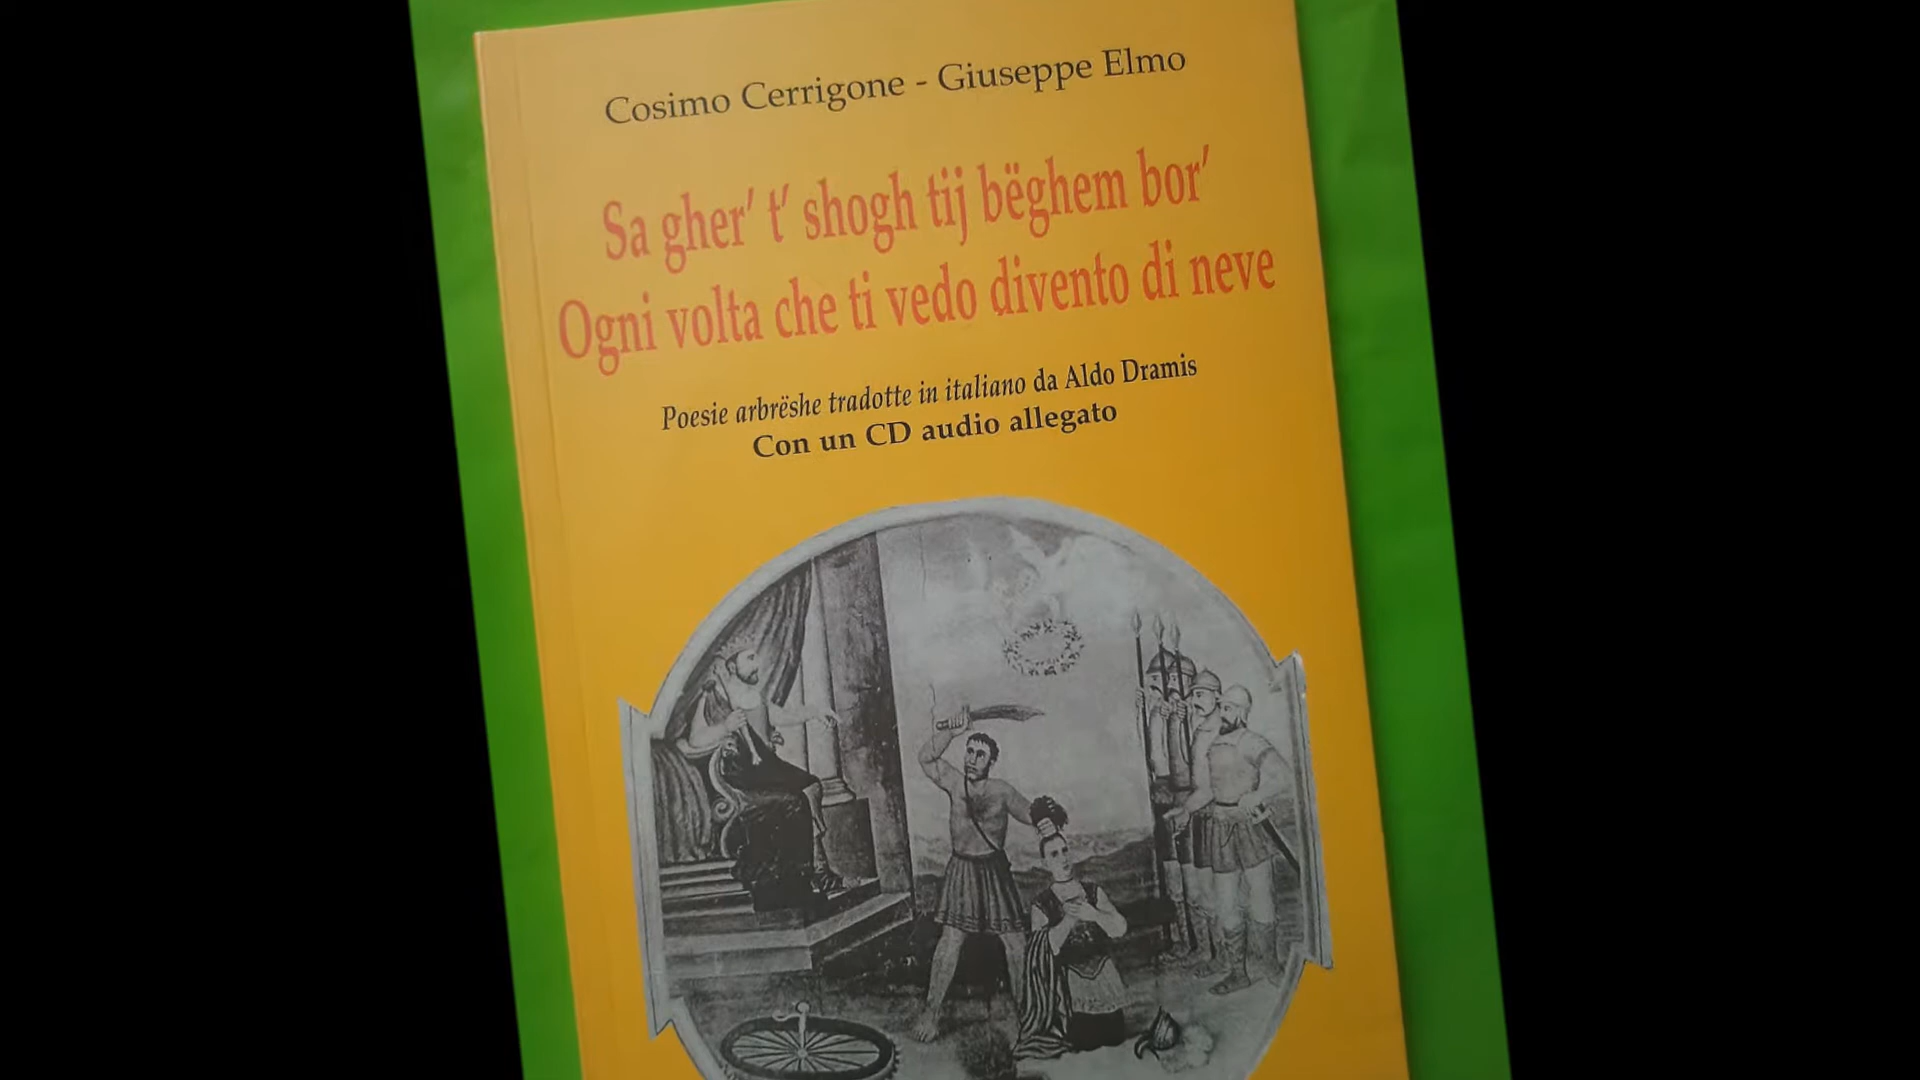 Cosimo Cerrigone - Giuseppe Elmo
Sa gher' t' shogh tij bëghem bor'
Ogni volta che ti vedo divento di neve
Poesie arbrëshe tradotte in italiano da Aldo Dramis
Con un CD audio allegato